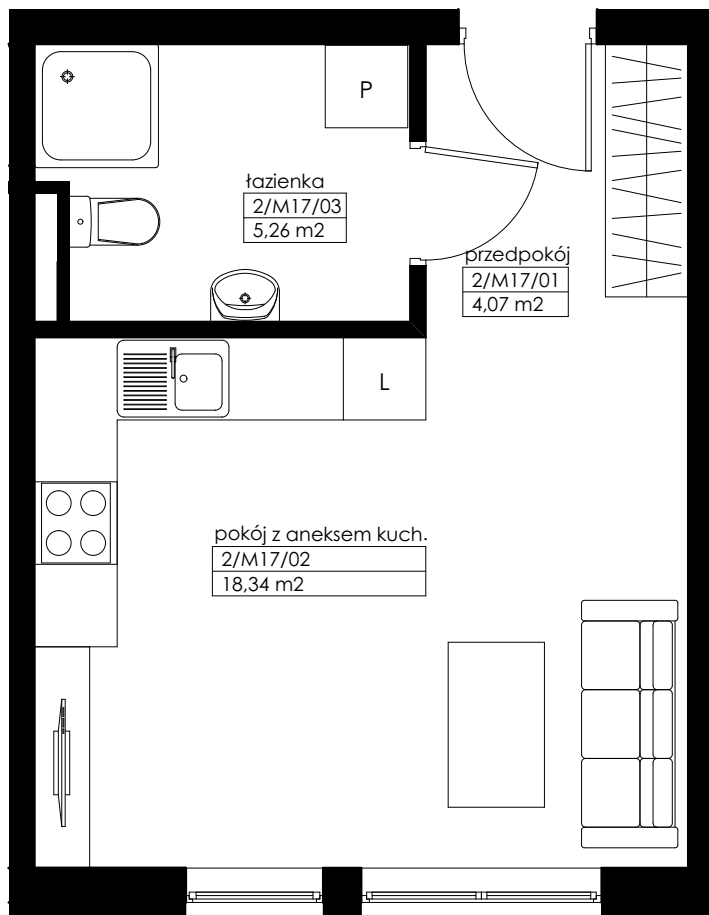 P
łazienka
2/M17/03
5,26 m2
przedpokój
2/M17/01
4,07 m2
L
pokój z aneksem kuch.
2/M17/02
18,34 m2